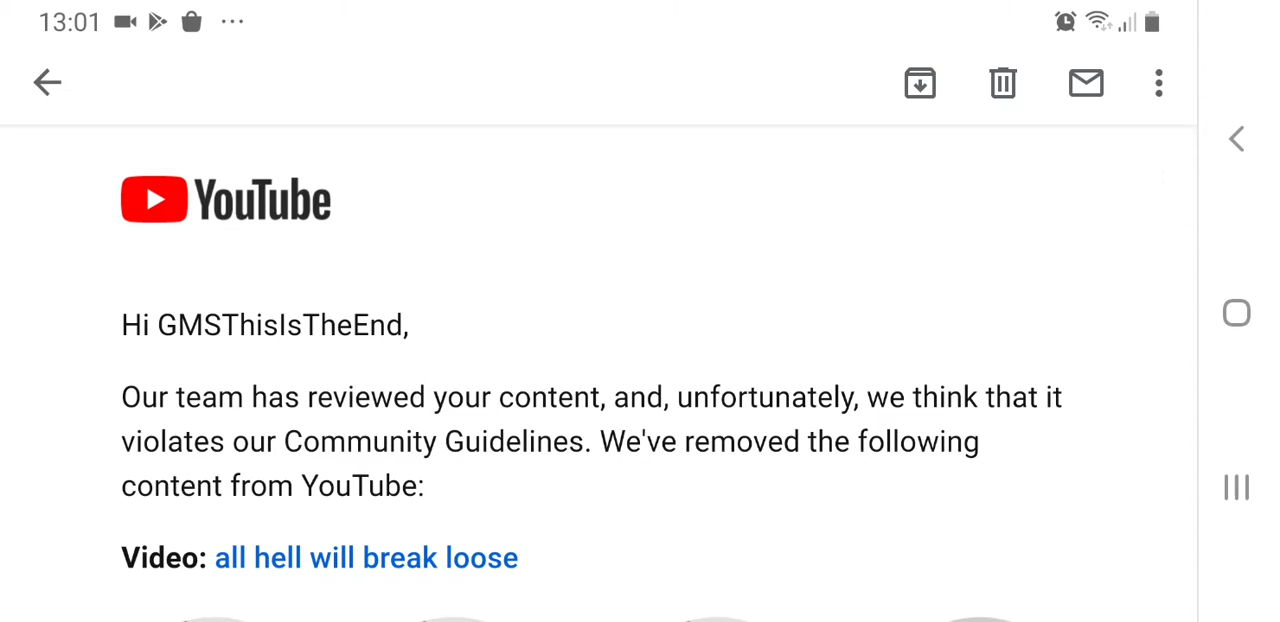 13:01
YouTube
Hi GMSThisIsTheEnd,
Our team has reviewed your content, and, unfortunately, we think that it
violates our Community Guidelines. We've removed the following
content from YouTube:
Video: all hell will break loose